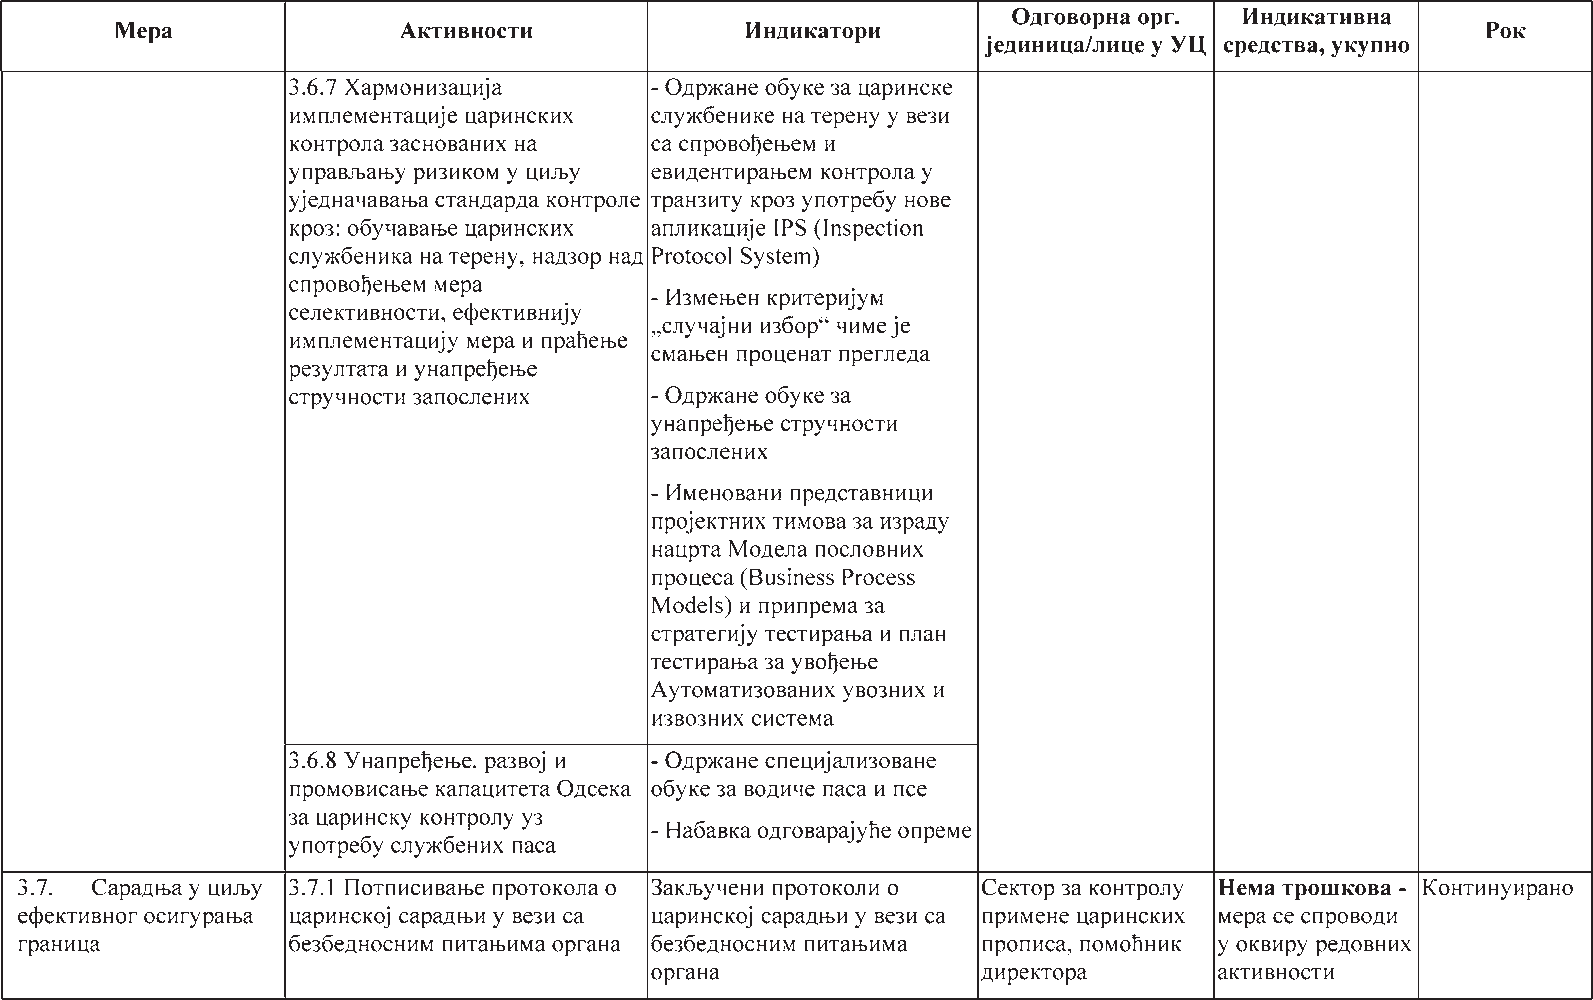 Мера
Активности
Индикатори
Одговорна орг.
јединица/лице у УЦ
Индикативна
средства, укупно
Рок
3.6.7 Хармонизација
имплементације царинских
контрола заснованих на
управљању ризиком у циљу
уједначавања стандарда контроле
кроз: обучавање царинских
службеника на терену, надзор над
спровођењем мера
селективности, ефективнију
имплементацију мера и праћење
резултата и унапређење
стручности запослених
- Одржане обуке за царинске
службенике на терену у вези
са спровођењем и
евидентирањем контрола у
транзиту кроз употребу нове
апликације IPS (Inspection
Protocol System)
- Измењен критеријум
„случајни избор“ чиме је
смањен проценат прегледа
- Одржане обуке за
унапређење стручности
запослених
- Именовани представници
пројектних тимова за израду
нацрта Модела пословних
процеса (Business Process
Models) и припрема за
стратегију тестирања и план
тестирања за увођење
Аутоматизованих увозних и
извозних система
3.6.8 Унапређење. развој и
промовисање капацитета Одсека
за царинску контролу уз
употребу службених паса
- Одржане специјализоване
обуке за водиче паса и псе
- Набавка одговарајуће опреме
3.7. Сарадња у циљу
ефективног осигурања
граница
3.7.1 Потписивање протокола о
царинској сарадњи у вези са
безбедносним питањима органа
Закључени протоколи о
царинској сарадњи у вези са
безбедносним питањима
органа
Сектор за контролу
примене царинских
прописа, помоћник
директора
Нема трошкова -
мера се спроводи
у оквиру редовних
активности
Континуирано